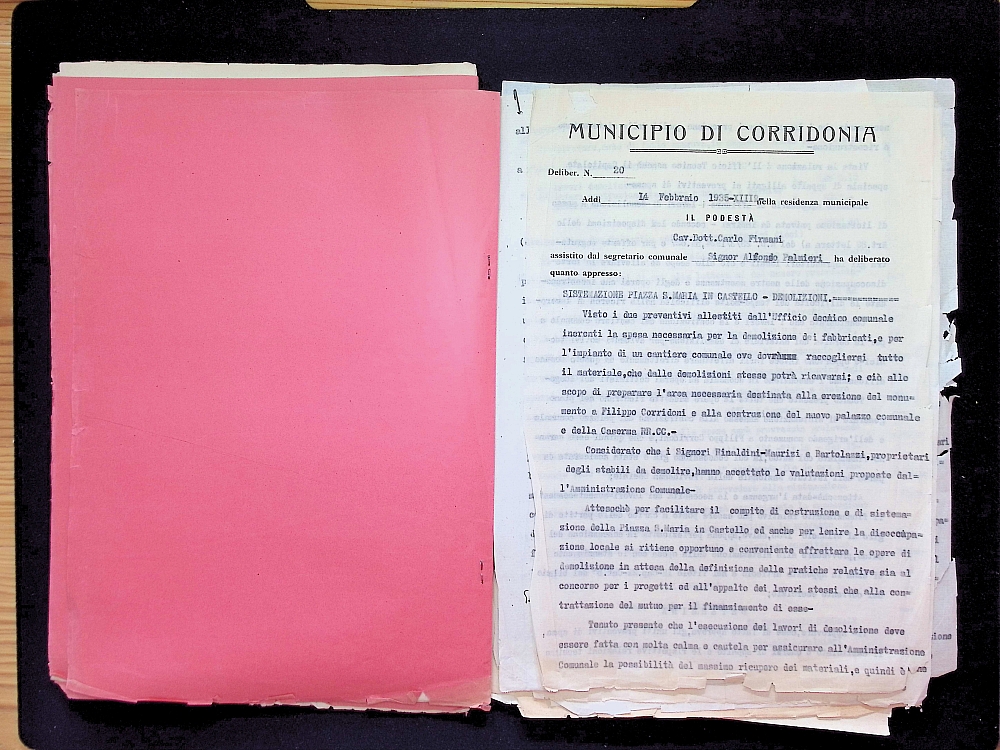 MUNICIPIO DI CORRIDONIA
Deliber. N. 20
Addì 14 Febbraio 1935-XIII nella residenza municipale
IL PODESTÀ
Cav.Dott.Carlo Firmani
assistito dal segretario comunale Signor Alfonso Palmieri ha deliberato
quanto appresso:
SISTEMAZIONE PIAZZA S.MARIA IN CASTELLO - DEMOLIZIONI.=============
Visto i due preventivi allestiti dall'Ufficio tecnico comunale
inerenti la spesa necessaria per la demolizione dei fabbricati,e per
l'impianto di un cantiere comunale ove raccogliersi tutto
il materiale,che dalle demolizioni stesse potrà ricavarsi; e ciò allo
scopo di preparare l'area necessaria destinata alla erezione del monu=
mento a Filippo Corridoni e alla costruzione del nuovo palazzo comunale
e della Caserma RR.CC.-
Considerato che i Signori Rinaldini-Maurizi e Bartolazzi,proprietari
degli stabili da demolire,hanno accettato le valutazioni proposte dal=
l'Amministrazione Comunale-
Attesochè per facilitare il compito di costruzione e di sistema=
zione della Piazza S.Maria in Castello ed anche per lenire la disoccupa=
zione locale si ritiene opportuno e conveniente affrettare le opere di
demolizione in attesa della definizione delle pratiche relative sia al
concorso per i progetti ed all'appalto dei lavori stessi che alla con=
trattazione del mutuo per il finanziamento di esse-
Tenuto presente che l'esecuzione dei lavori di demolizione deve
essere fatta con molta calma e cautela per assicurare all'Amministrazione
Comunale la possibilità del massimo ricupero dei materiali,e quindi